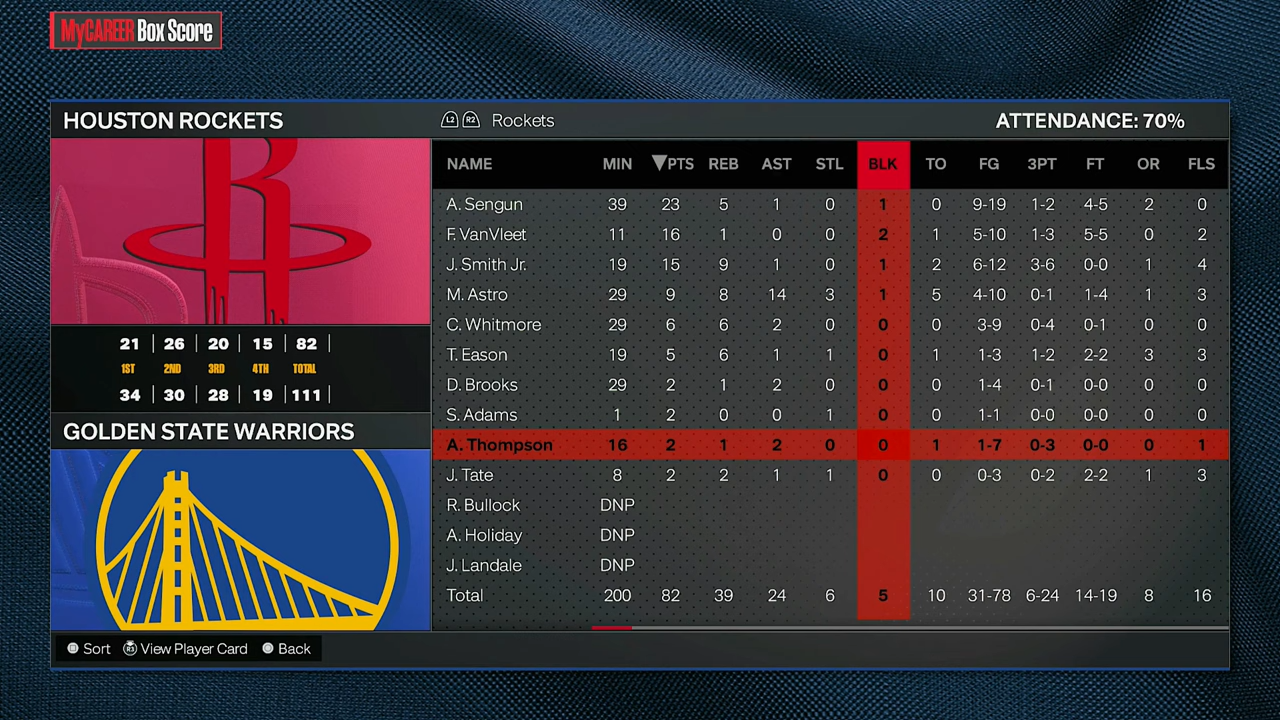 MyCAREER Box Score
HOUSTON ROCKETS
L2 R2 Rockets
ATTENDANCE: 70%
R
21 26 20 15 82
1ST 2ND 3RD 4TH TOTAL
34 30 28 19 111
GOLDEN STATE WARRIORS
NAME MIN PTS REB AST STL BLK TO FG 3PT FT OR FLS
A. Sengun 39 23 5 1 0 1 0 9-19 1-2 4-5 2 0
F. VanVleet 11 16 1 0 0 2 1 5-10 1-3 5-5 0 2
J. Smith Jr. 19 15 9 1 0 1 2 6-12 3-6 0-0 1 4
M. Astro 29 9 8 14 3 1 5 4-10 0-1 1-4 1 3
C. Whitmore 29 6 6 2 0 0 0 3-9 0-4 0-1 0 0
T. Eason 19 5 6 1 1 0 1 1-3 1-2 2-2 3 3
D. Brooks 29 2 1 2 0 0 0 1-4 0-1 0-0 0 0
S. Adams 1 2 0 0 1 0 0 1-1 0-0 0-0 0 0
A. Thompson 16 2 1 2 0 0 1 1-7 0-3 0-0 0 1
J. Tate 8 2 2 1 1 0 0 0-3 0-2 2-2 1 3
R. Bullock DNP
A. Holiday DNP
J. Landale DNP
Total 200 82 39 24 6 5 10 31-78 6-24 14-19 8 16
Sort R3 View Player Card Back